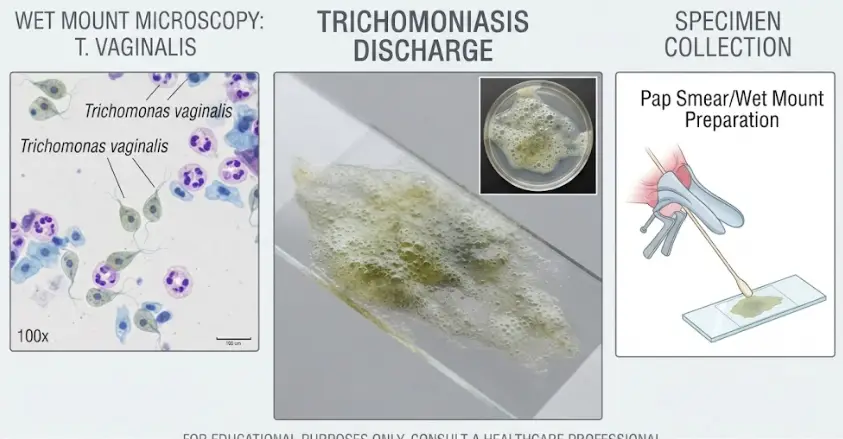 WET MOUNT MICROSCOPY:
T. VAGINALIS
Trichomonas vaginalis
Trichomonas vaginalis
100x
TRICHOMONIASIS
DISCHARGE
SPECIMEN
COLLECTION
Pap Smear/Wet Mount
Preparation
FOR EDUCATIONAL PURPOSES ONLY. CONSULT A HEALTHCARE PROFESSIONAL